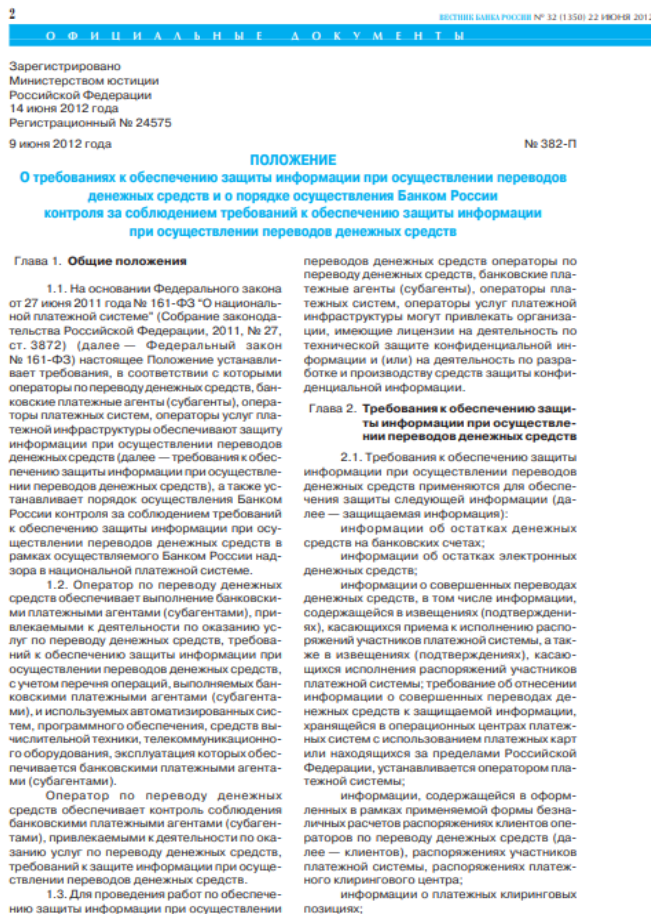 2
ВЕСТНИК БАНКА РОССИИ № 32 (1350) 22 ИЮНЯ 2012
ОФИЦИАЛЬНЫЕ ДОКУМЕНТЫ
Зарегистрировано
Министерством юстиции
Российской Федерации
14 июня 2012 года
Регистрационный № 24575
9 июня 2012 года
№ 382-П
ПОЛОЖЕНИЕ
О требованиях к обеспечению защиты информации при осуществлении переводов
денежных средств и о порядке осуществления Банком России
контроля за соблюдением требований к обеспечению защиты информации
при осуществлении переводов денежных средств
Глава 1. Общие положения
1.1. На основании Федерального закона
от 27 июня 2011 года № 161-ФЗ “О националь-
ной платежной системе” (Собрание законода-
тельства Российской Федерации, 2011, № 27,
ст. 3872) (далее — Федеральный закон
№ 161-ФЗ) настоящее Положение устанавли-
вает требования, в соответствии с которыми
операторы по переводу денежных средств, бан-
ковские платежные агенты (субагенты), опера-
торы платежных систем, операторы услуг пла-
тежной инфраструктуры обеспечивают защиту
информации при осуществлении переводов
денежных средств (далее — требования к обес-
печению защиты информации при осуществле-
нии переводов денежных средств), а также ус-
танавливает порядок осуществления Банком
России контроля за соблюдением требований
к обеспечению защиты информации при осу-
ществлении переводов денежных средств в
рамках осуществляемого Банком России над-
зора в национальной платежной системе.
1.2. Оператор по переводу денежных
средств обеспечивает выполнение банковски-
ми платежными агентами (субагентами), при-
влекаемыми к деятельности по оказанию ус-
луг по переводу денежных средств, требова-
ний к обеспечению защиты информации при
осуществлении переводов денежных средств,
с учетом перечня операций, выполняемых бан-
ковскими платежными агентами (субагента-
ми), и используемых автоматизированных сис-
тем, программного обеспечения, средств вы-
числительной техники, телекоммуникационно-
го оборудования, эксплуатация которых обес-
печивается банковскими платежными агента-
ми (субагентами).
Оператор по переводу денежных
средств обеспечивает контроль соблюдения
банковскими платежными агентами (субаген-
тами), привлекаемыми к деятельности по ока-
занию услуг по переводу денежных средств,
требований к защите информации при осуще-
ствлении переводов денежных средств.
1.3. Для проведения работ по обеспече-
нию защиты информации при осуществлении
переводов денежных средств операторы по
переводу денежных средств, банковские пла-
тежные агенты (субагенты), операторы пла-
тежных систем, операторы услуг платежной
инфраструктуры могут привлекать организа-
ции, имеющие лицензии на деятельность по
технической защите конфиденциальной ин-
формации и (или) на деятельность по разра-
ботке и производству средств защиты конфи-
денциальной информации.
Глава 2. Требования к обеспечению защи-
ты информации при осуществле-
нии переводов денежных средств
2.1. Требования к обеспечению защиты
информации при осуществлении переводов
денежных средств применяются для обеспе-
чения защиты следующей информации (да-
лее — защищаемая информация):
информации об остатках денежных
средств на банковских счетах;
информации об остатках электронных
денежных средств;
информации о совершенных переводах
денежных средств, в том числе информации,
содержащейся в извещениях (подтверждени-
ях), касающихся приема к исполнению распо-
ряжений участников платежной системы, а так-
же в извещениях (подтверждениях), касаю-
щихся исполнения распоряжений участников
платежной системы; требование об отнесении
информации о совершенных переводах де-
нежных средств к защищаемой информации,
хранящейся в операционных центрах платеж-
ных систем с использованием платежных карт
или находящихся за пределами Российской
Федерации, устанавливается оператором пла-
тежной системы;
информации, содержащейся в оформ-
ленных в рамках применяемой формы безна-
личных расчетов распоряжениях клиентов опе-
раторов по переводу денежных средств (да-
лее — клиентов), распоряжениях участников
платежной системы, распоряжениях платеж-
ного клирингового центра;
информации о платежных клиринговых
позициях;